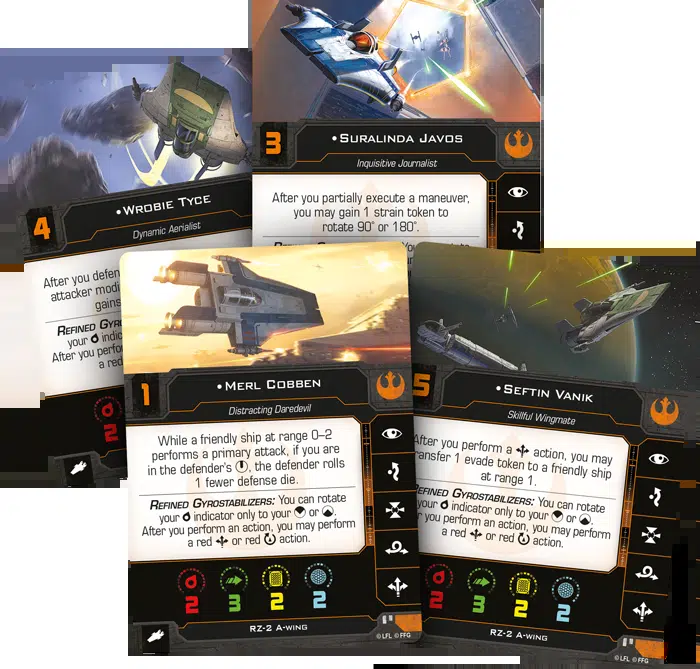 3
•Suralinda Javos
Inquisitive Journalist
After you partially execute a maneuver,
you may gain 1 strain token to
rotate 90° or 180°.
4
•Wrobie Tyce
Dynamic Aerialist
After you defen
attacker modi
gains
Refined Gyro
your indic
After you perfo
a red
2
1
•Merl Cobben
Distracting Daredevil
While a friendly ship at range 0–2
performs a primary attack, if you are
in the defender's , the defender rolls
1 fewer defense die.
Refined Gyrostabilizers: You can rotate
your indicator only to your or .
After you perform an action, you may perform
a red or red action.
2 3 2 2
RZ-2 A-wing
©LFL ©FFG
5
•Seftin Vanik
Skillful Wingmate
After you perform a action, you may
transfer 1 evade token to a friendly ship
at range 1.
Refined Gyrostabilizers: You can rotate
your indicator only to your or .
r you perform an action, you may perform
a red or red action.
2 3 2 2
RZ-2 A-wing
©LFL ©FFG